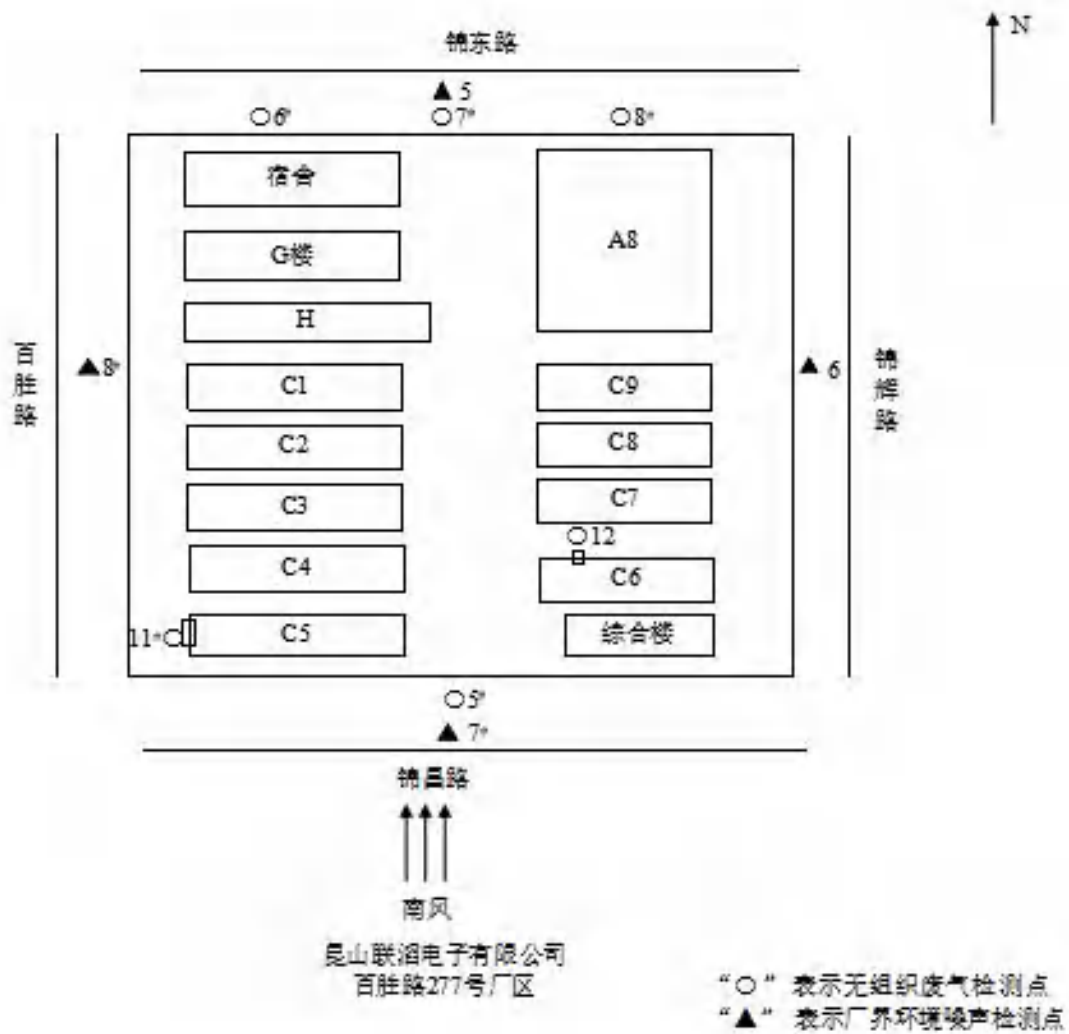 N
锦东路
▲ 5
○6# ○7# ○8#
宿舍
A8
G楼
H
百胜路
▲8#
▲ 6
锦辉路
C1
C9
C2
C8
C3
C7
○12
C4
C6
11#○
C5
综合楼
○5#
▲ 7#
锦昌路
南风
昆山联滔电子有限公司
百胜路277号厂区
“○” 表示无组织废气检测点
“▲” 表示厂界环境噪声检测点